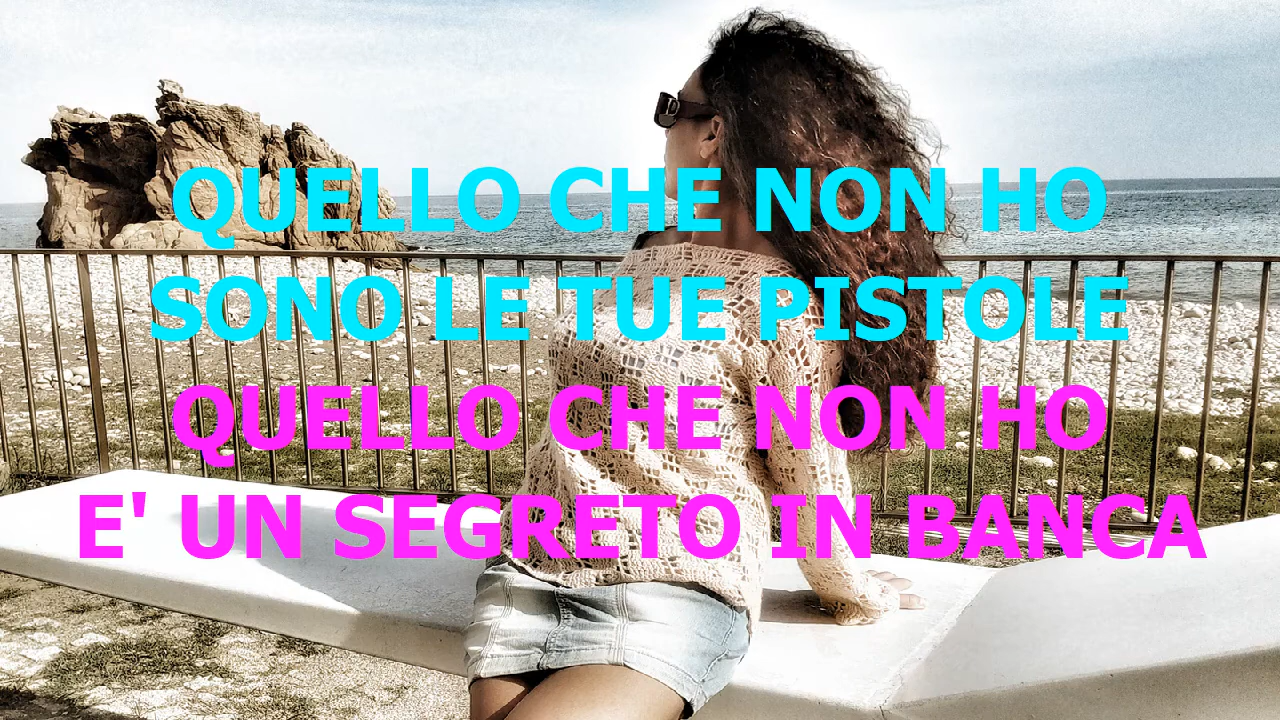 QUELLO CHE NON HO
SONO LE TUE PISTOLE
QUELLO CHE NON HO
E' UN SEGRETO IN BANCA